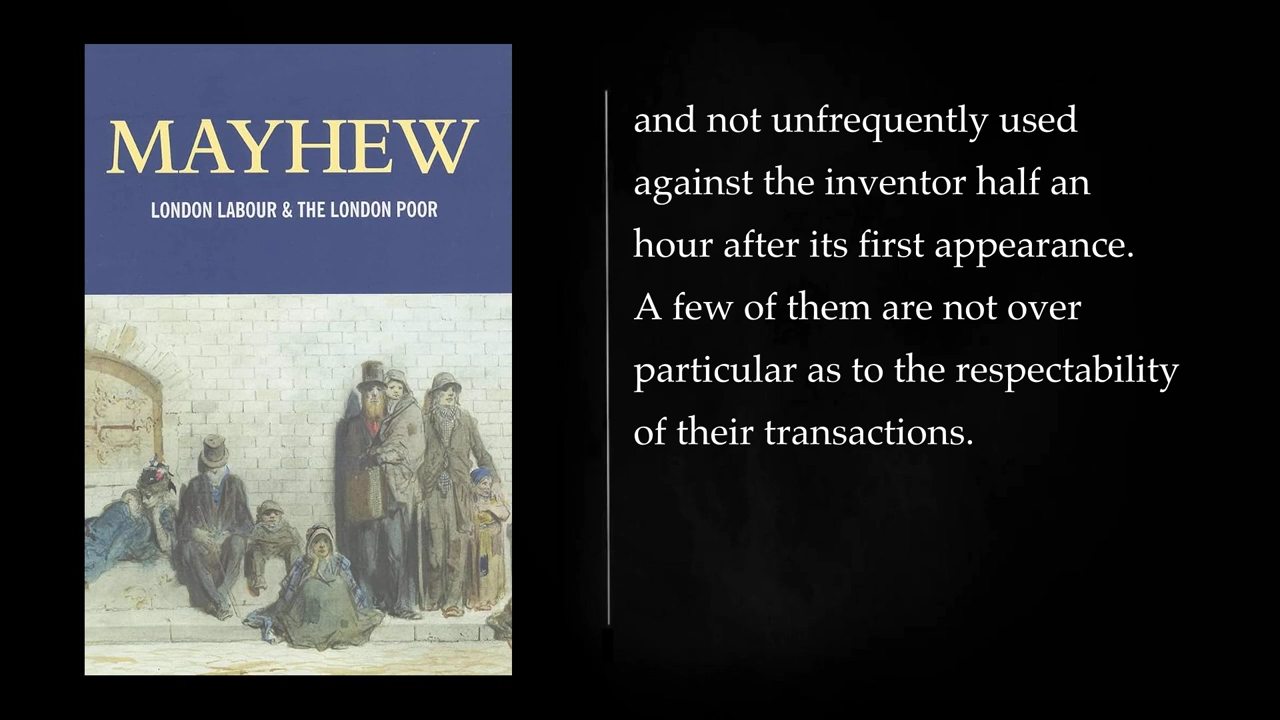 MAYHEW
LONDON LABOUR & THE LONDON POOR
and not unfrequently used
against the inventor half an
hour after its first appearance.
A few of them are not over
particular as to the respectability
of their transactions.